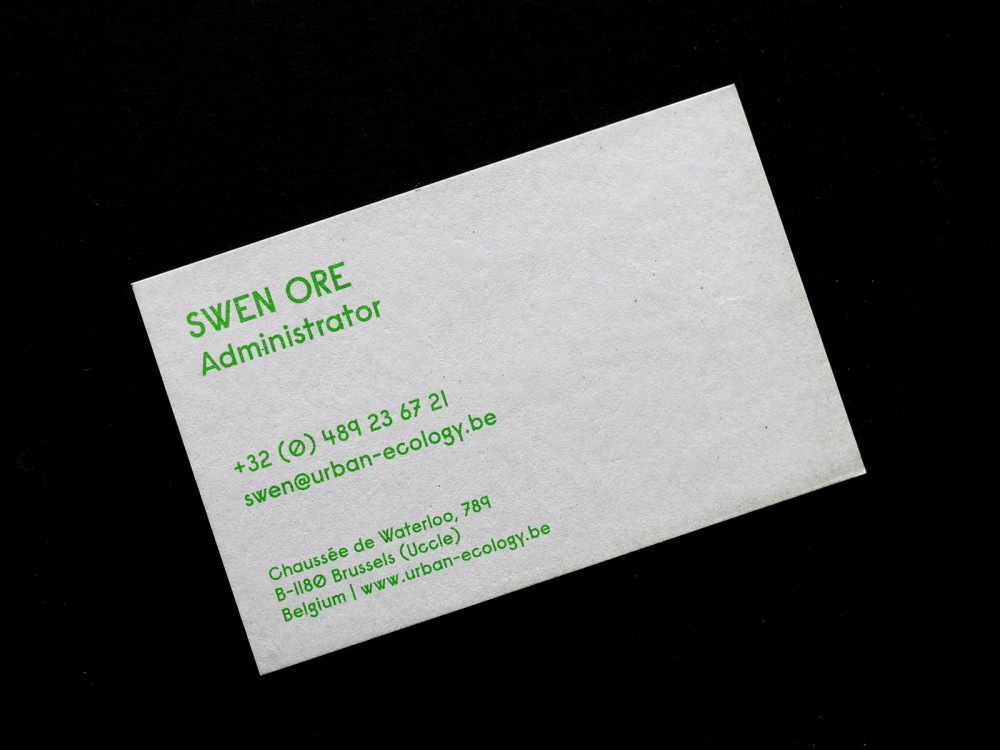 SWEN ORE
Administrator
+32 (0) 489 23 67 21
swen@urban-ecology.be
Chaussée de Waterloo, 789
B-1180 Brussels (Uccle)
Belgium | www.urban-ecology.be